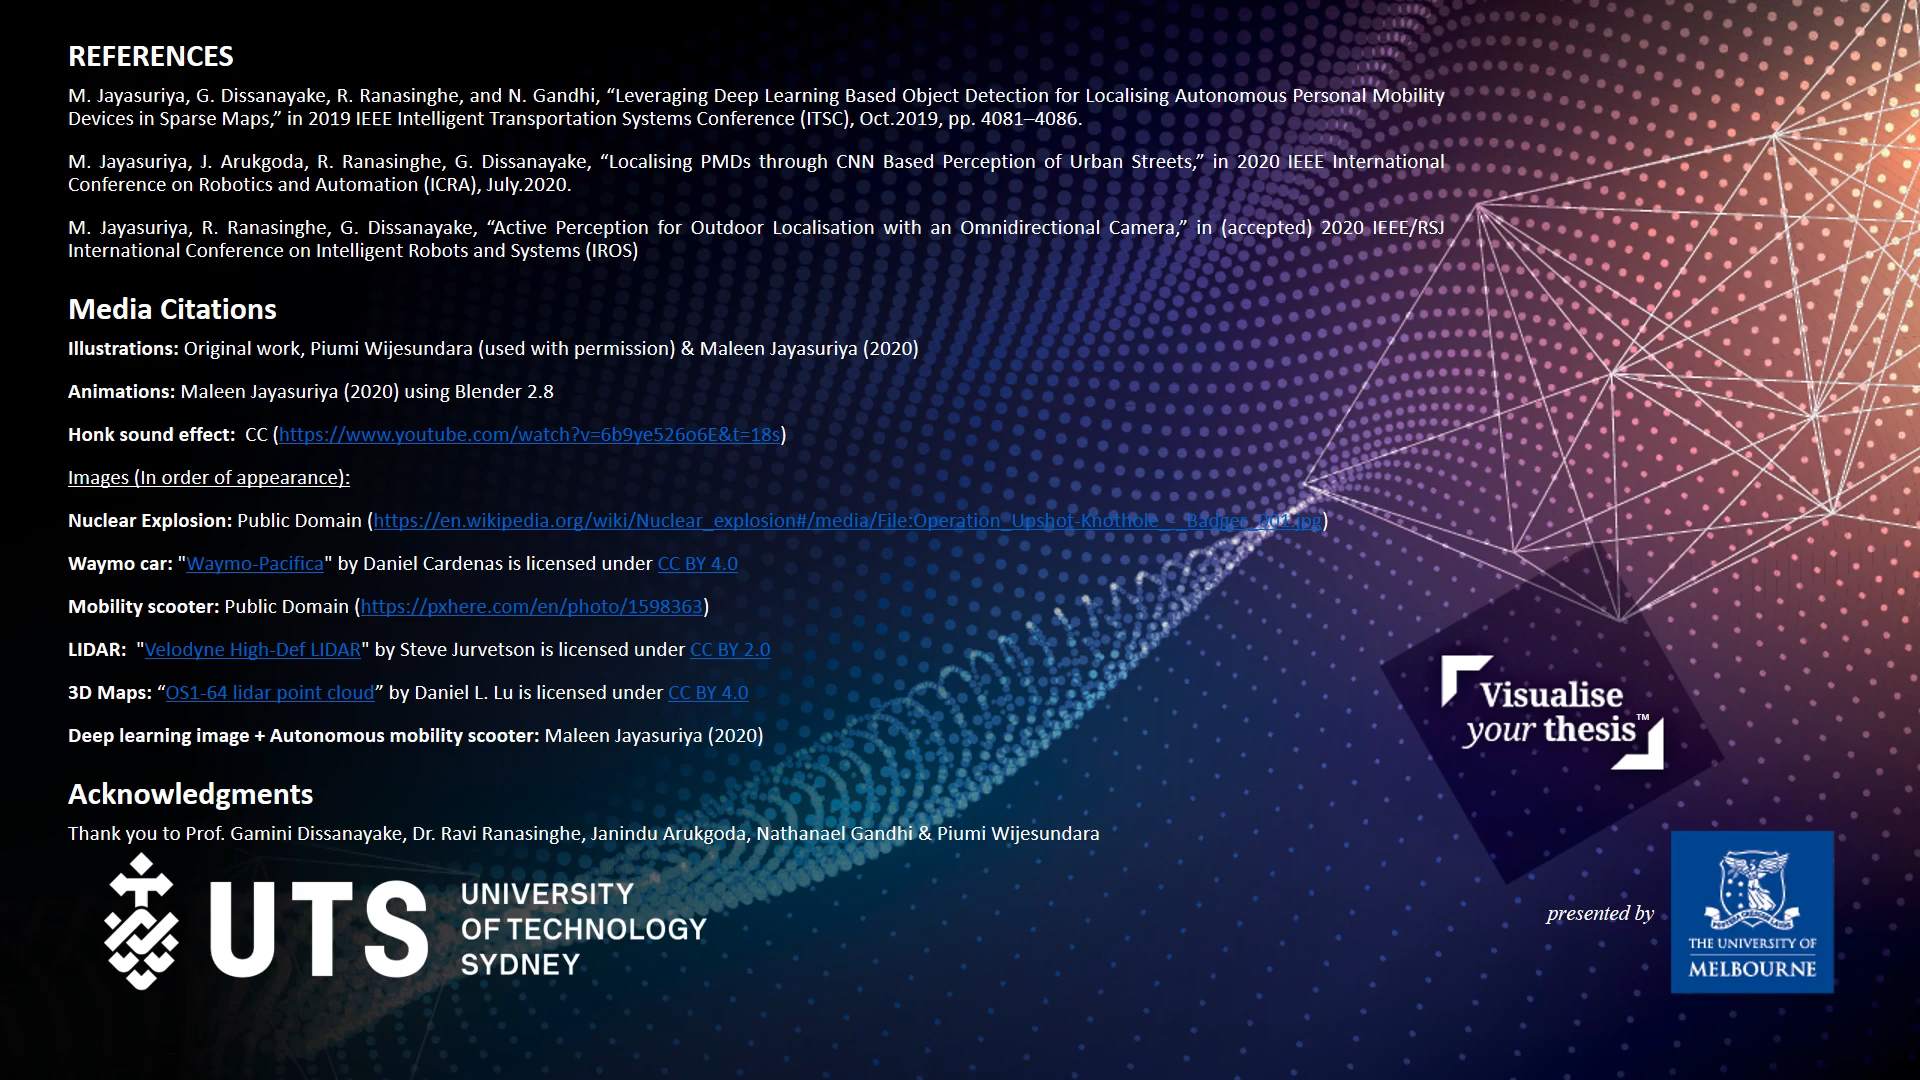 REFERENCES
M. Jayasuriya, G. Dissanayake, R. Ranasinghe, and N. Gandhi, “Leveraging Deep Learning Based Object Detection for Localising Autonomous Personal Mobility
Devices in Sparse Maps,” in 2019 IEEE Intelligent Transportation Systems Conference (ITSC), Oct.2019, pp. 4081–4086.
M. Jayasuriya, J. Arukgoda, R. Ranasinghe, G. Dissanayake, “Localising PMDs through CNN Based Perception of Urban Streets,” in 2020 IEEE International
Conference on Robotics and Automation (ICRA), July.2020.
M. Jayasuriya, R. Ranasinghe, G. Dissanayake, “Active Perception for Outdoor Localisation with an Omnidirectional Camera,” in (accepted) 2020 IEEE/RSJ
International Conference on Intelligent Robots and Systems (IROS)
Media Citations
Illustrations: Original work, Piumi Wijesundara (used with permission) & Maleen Jayasuriya (2020)
Animations: Maleen Jayasuriya (2020) using Blender 2.8
Honk sound effect: CC (https://www.youtube.com/watch?v=6b9ye526o6E&t=18s)
Images (In order of appearance):
Nuclear Explosion: Public Domain (https://en.wikipedia.org/wiki/Nuclear_explosion#/media/File:Operation_Upshot-Knothole_-_Badger_001.jpg)
Waymo car: "Waymo-Pacifica" by Daniel Cardenas is licensed under CC BY 4.0
Mobility scooter: Public Domain (https://pxhere.com/en/photo/1598363)
LIDAR: "Velodyne High-Def LIDAR" by Steve Jurvetson is licensed under CC BY 2.0
3D Maps: “OS1-64 lidar point cloud” by Daniel L. Lu is licensed under CC BY 4.0
Deep learning image + Autonomous mobility scooter: Maleen Jayasuriya (2020)
Acknowledgments
Thank you to Prof. Gamini Dissanayake, Dr. Ravi Ranasinghe, Janindu Arukgoda, Nathanael Gandhi & Piumi Wijesundara
UTS
UNIVERSITY
OF TECHNOLOGY
SYDNEY
Visualise
your thesis™
presented by
THE UNIVERSITY OF
MELBOURNE